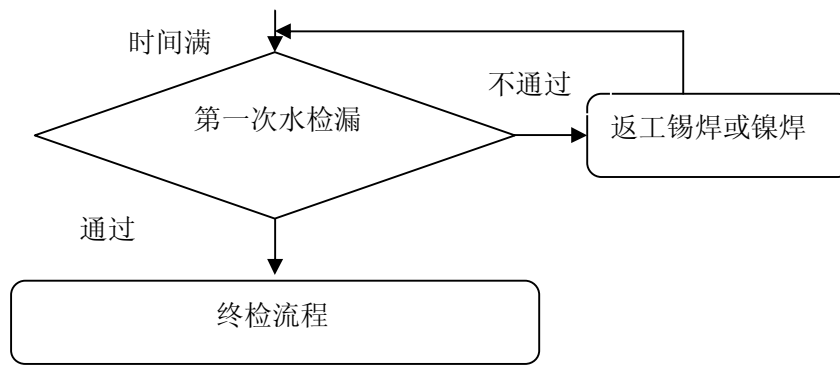 时间满
不通过
第一次水检漏
返工锡焊或镍焊
通过
终检流程